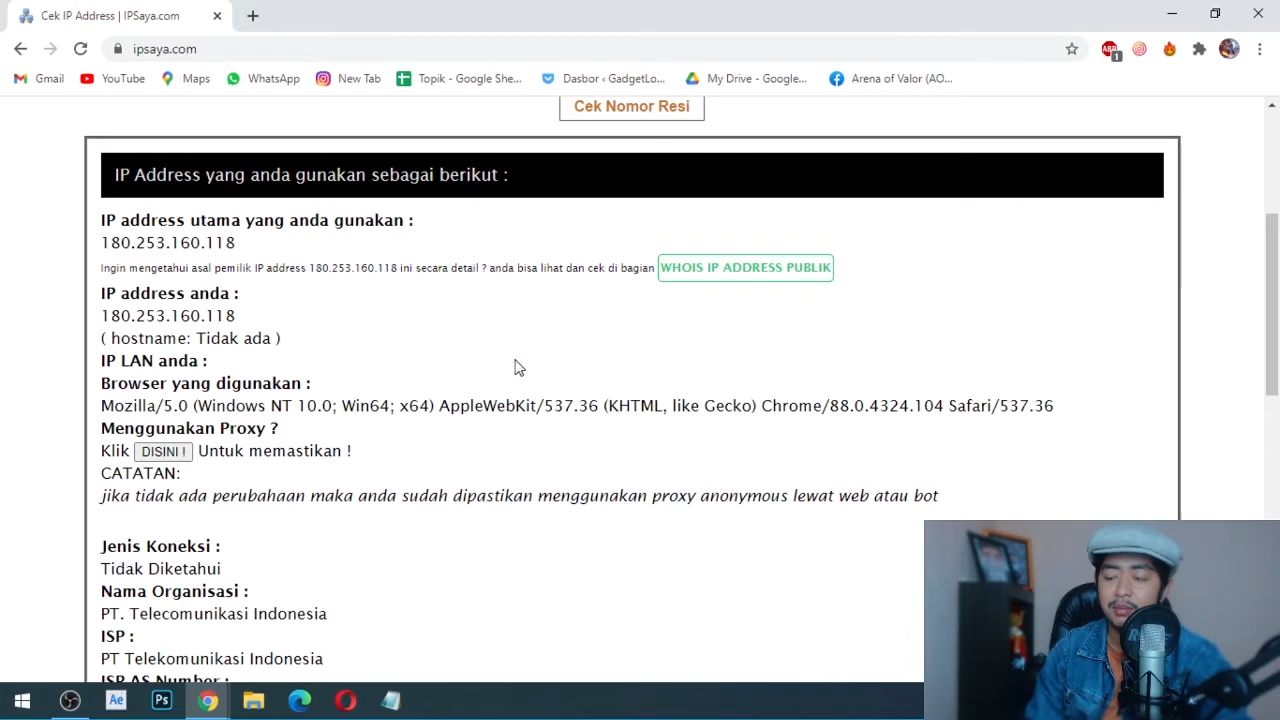 Cek IP Address | IPSaya.com
ipsaya.com
ABP
1
Gmail
YouTube
Maps
WhatsApp
New Tab
Topik - Google She...
Dasbor ‹ GadgetLo...
My Drive - Google...
Arena of Valor (AO...
Cek Nomor Resi
IP Address yang anda gunakan sebagai berikut :
IP address utama yang anda gunakan :
180.253.160.118
Ingin mengetahui asal pemilik IP address 180.253.160.118 ini secara detail ? anda bisa lihat dan cek di bagian WHOIS IP ADDRESS PUBLIK
IP address anda :
180.253.160.118
( hostname: Tidak ada )
IP LAN anda :
Browser yang digunakan :
Mozilla/5.0 (Windows NT 10.0; Win64; x64) AppleWebKit/537.36 (KHTML, like Gecko) Chrome/88.0.4324.104 Safari/537.36
Menggunakan Proxy ?
Klik DISINI ! Untuk memastikan !
CATATAN:
jika tidak ada perubahaan maka anda sudah dipastikan menggunakan proxy anonymous lewat web atau bot
Jenis Koneksi :
Tidak Diketahui
Nama Organisasi :
PT. Telecomunikasi Indonesia
ISP :
PT Telekomunikasi Indonesia
ISP AS Number :
Ae
Ps